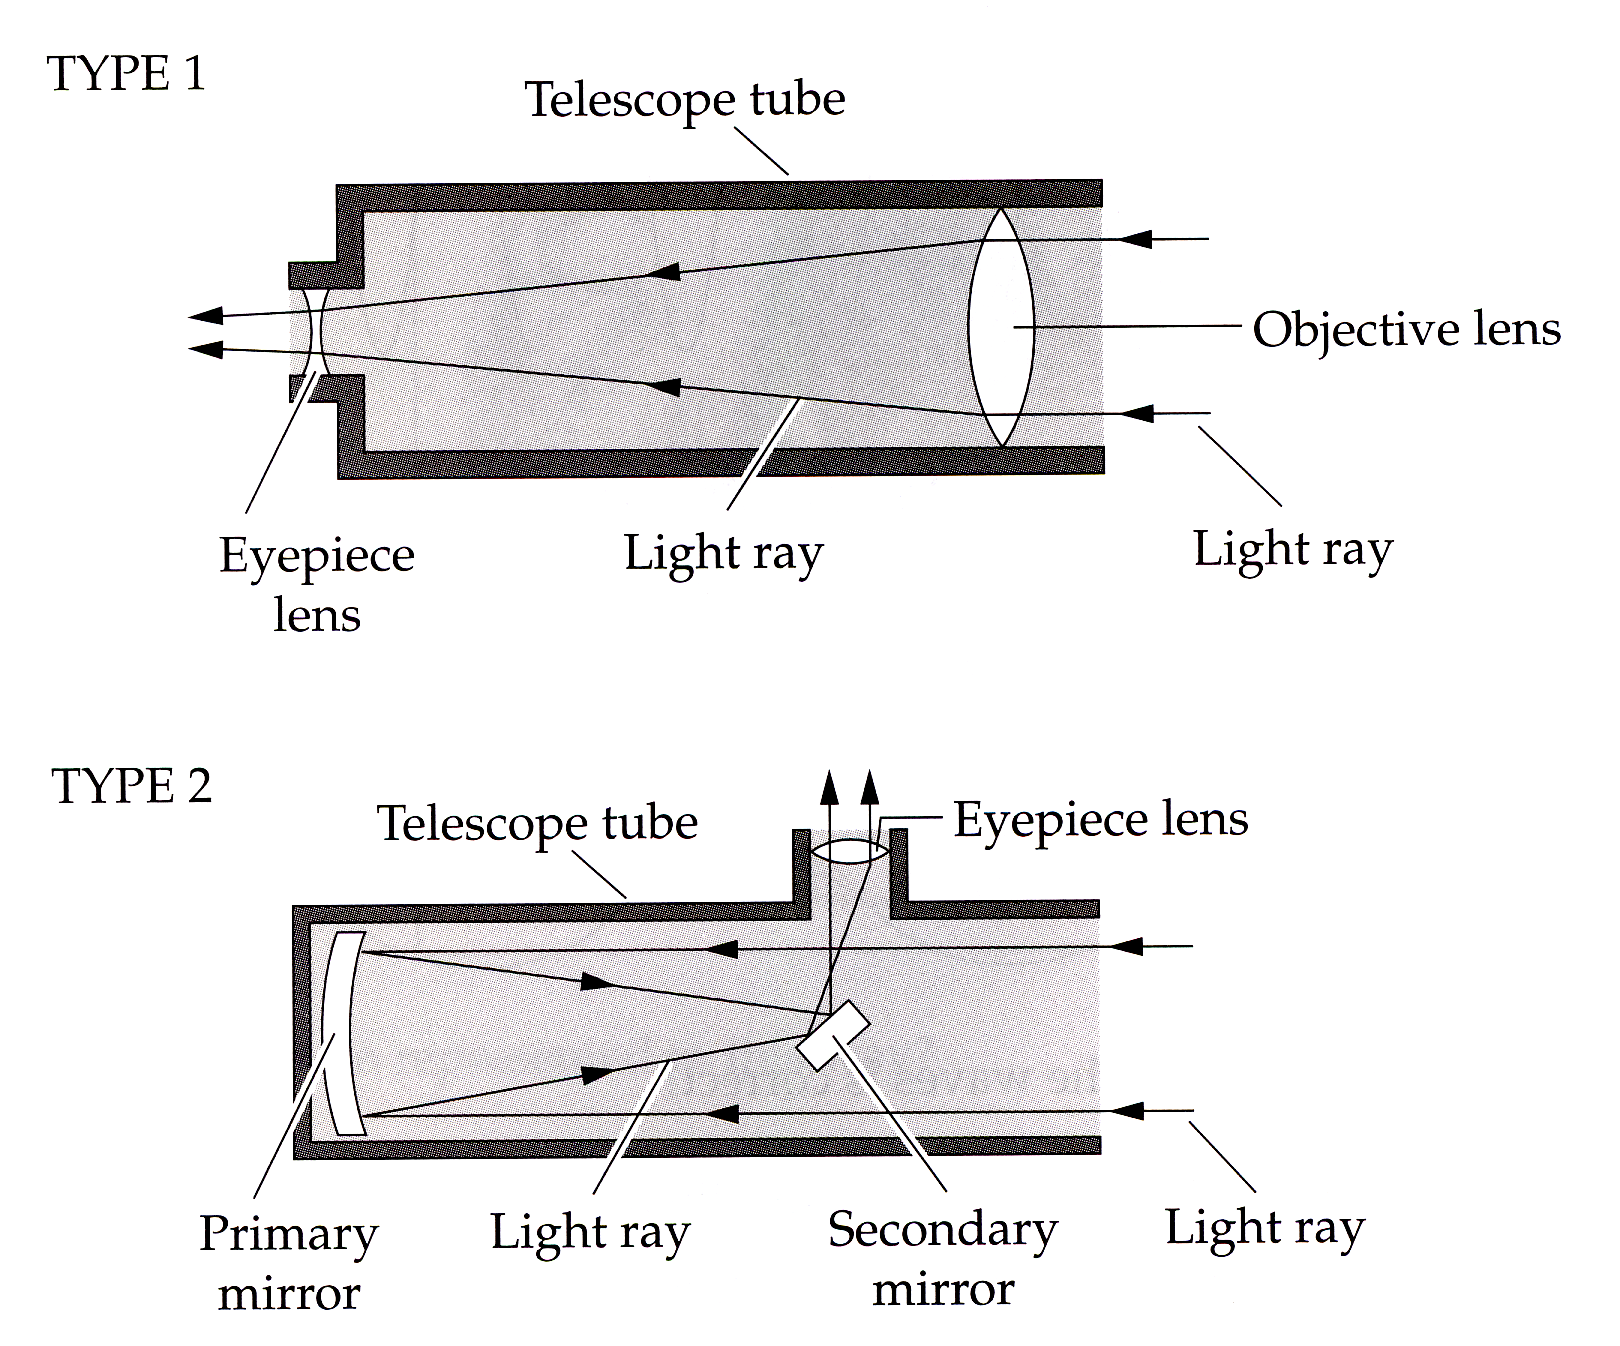 TYPE 1
Telescope tube
Objective lens
Eyepiece
lens
Light ray
Light ray
TYPE 2
Telescope tube
Eyepiece lens
Primary
mirror
Light ray
Secondary
mirror
Light ray